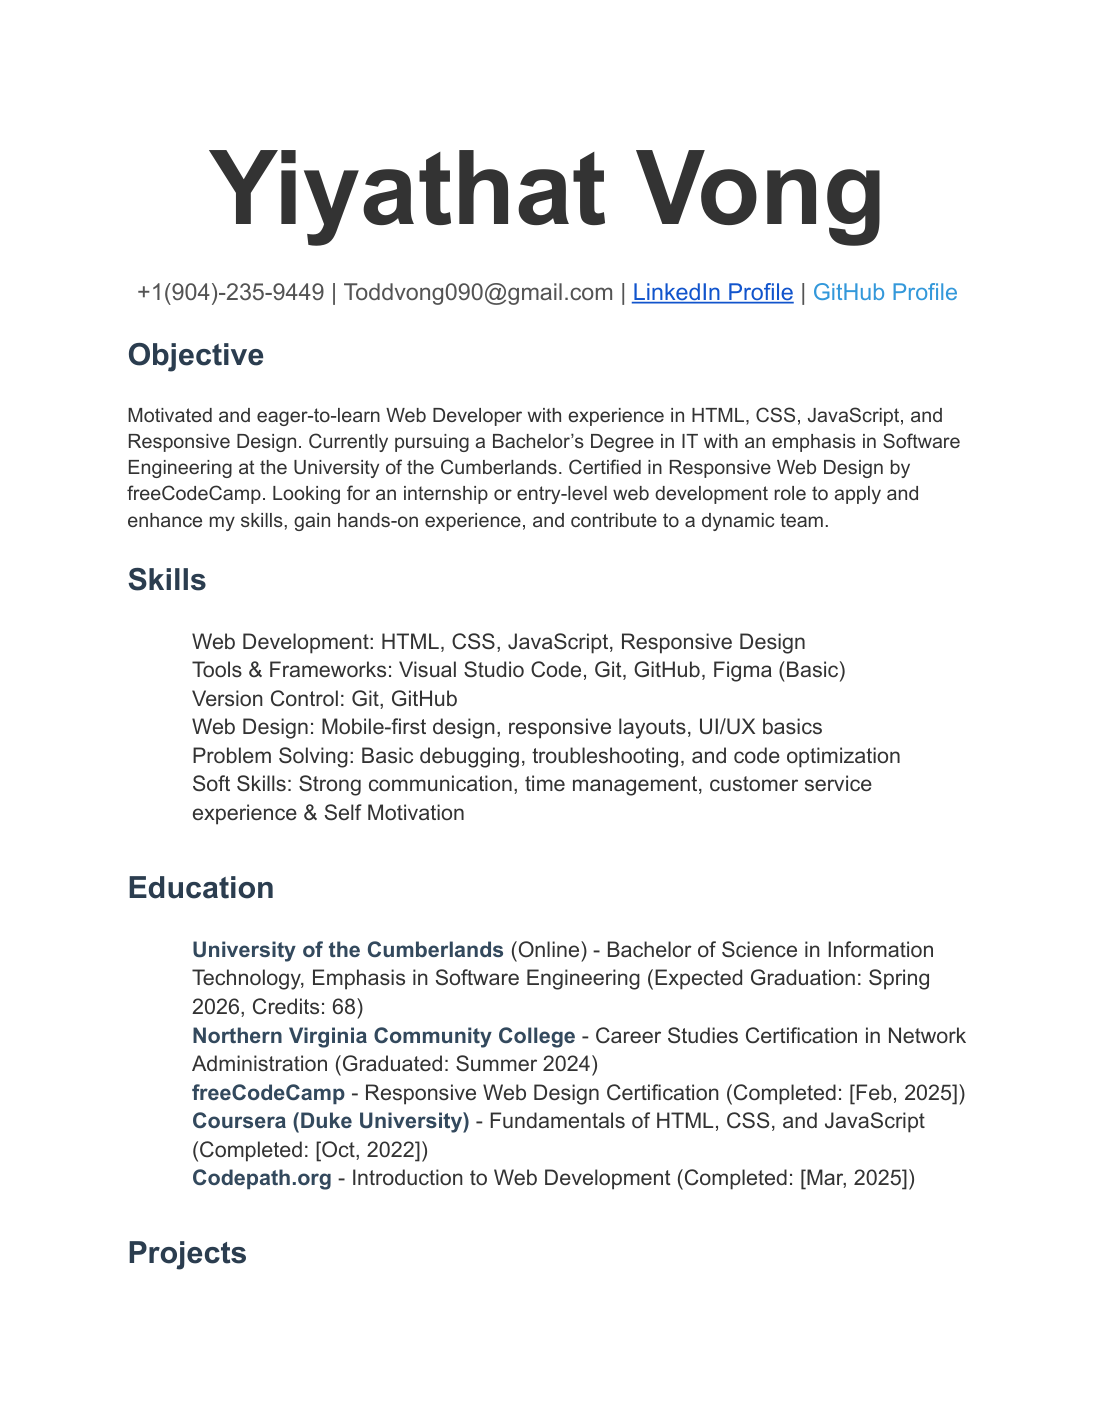 Yiyathat Vong
+1(904)-235-9449 | Toddvong090@gmail.com | LinkedIn Profile | GitHub Profile
Objective
Motivated and eager-to-learn Web Developer with experience in HTML, CSS, JavaScript, and
Responsive Design. Currently pursuing a Bachelor’s Degree in IT with an emphasis in Software
Engineering at the University of the Cumberlands. Certified in Responsive Web Design by
freeCodeCamp. Looking for an internship or entry-level web development role to apply and
enhance my skills, gain hands-on experience, and contribute to a dynamic team.
Skills
Web Development: HTML, CSS, JavaScript, Responsive Design
Tools & Frameworks: Visual Studio Code, Git, GitHub, Figma (Basic)
Version Control: Git, GitHub
Web Design: Mobile-first design, responsive layouts, UI/UX basics
Problem Solving: Basic debugging, troubleshooting, and code optimization
Soft Skills: Strong communication, time management, customer service
experience & Self Motivation
Education
University of the Cumberlands (Online) - Bachelor of Science in Information
Technology, Emphasis in Software Engineering (Expected Graduation: Spring
2026, Credits: 68)
Northern Virginia Community College - Career Studies Certification in Network
Administration (Graduated: Summer 2024)
freeCodeCamp - Responsive Web Design Certification (Completed: [Feb, 2025])
Coursera (Duke University) - Fundamentals of HTML, CSS, and JavaScript
(Completed: [Oct, 2022])
Codepath.org - Introduction to Web Development (Completed: [Mar, 2025])
Projects